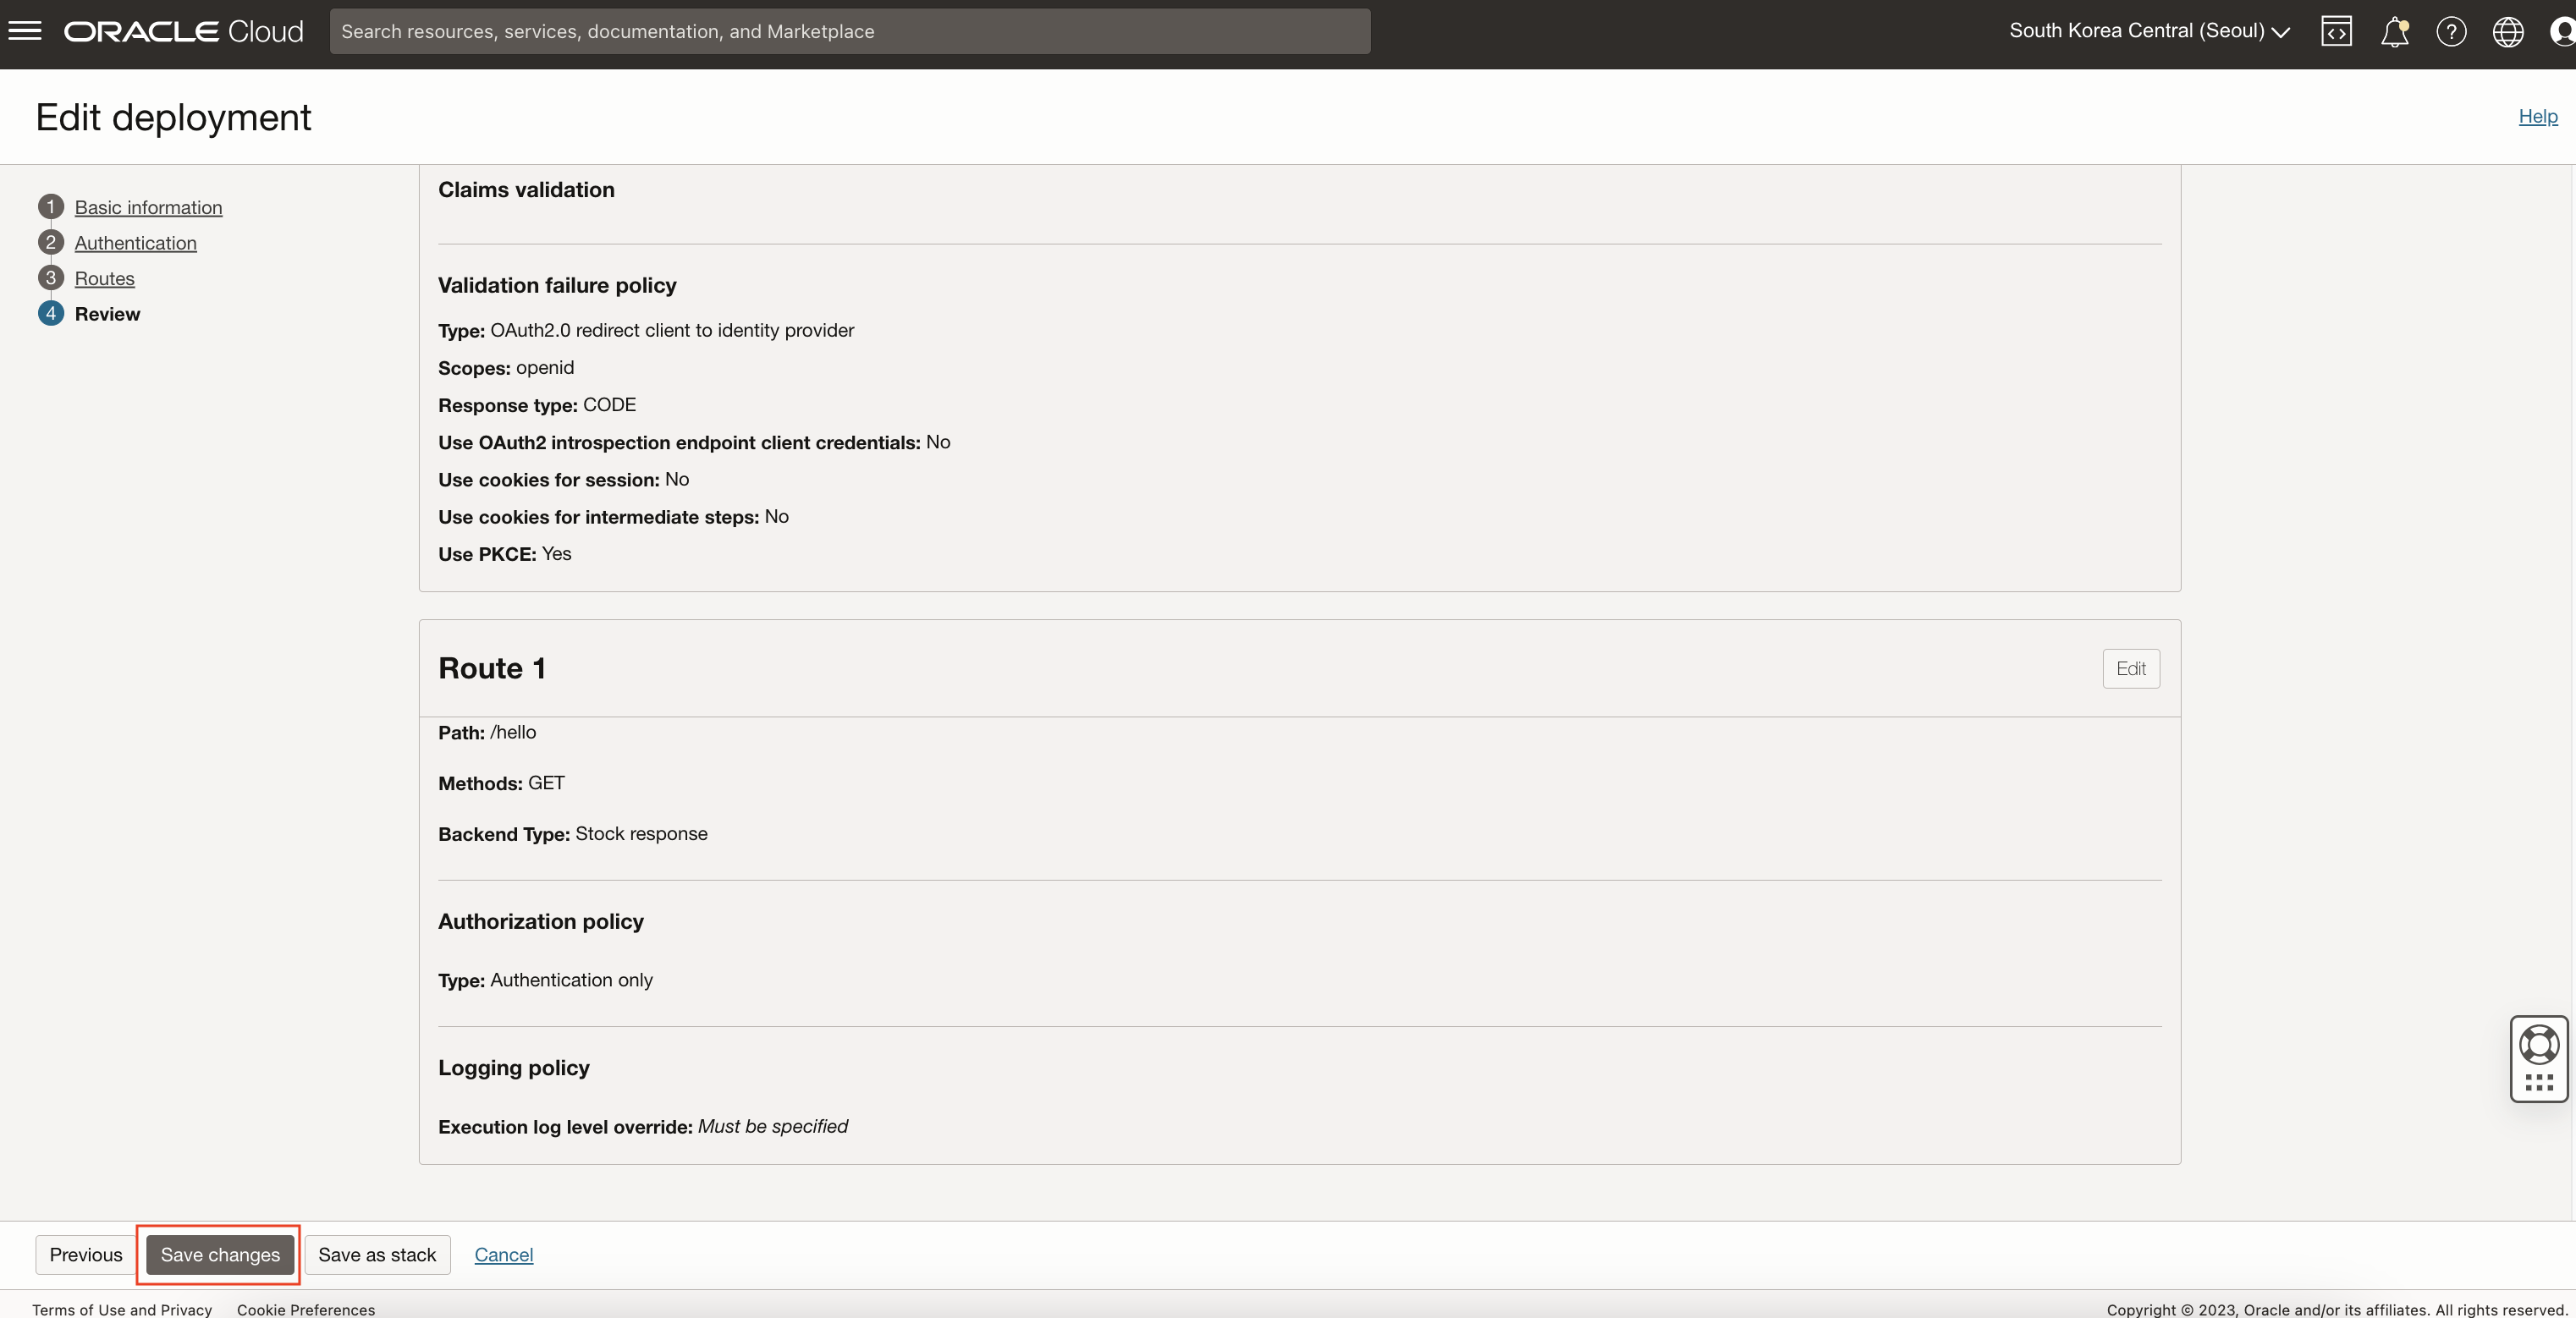 ORACLE Cloud
Search resources, services, documentation, and Marketplace
South Korea Central (Seoul)
Edit deployment
Help
1 Basic information
2 Authentication
3 Routes
4 Review
Claims validation
Validation failure policy
Type: OAuth2.0 redirect client to identity provider
Scopes: openid
Response type: CODE
Use OAuth2 introspection endpoint client credentials: No
Use cookies for session: No
Use cookies for intermediate steps: No
Use PKCE: Yes
Route 1
Edit
Path: /hello
Methods: GET
Backend Type: Stock response
Authorization policy
Type: Authentication only
Logging policy
Execution log level override: Must be specified
Previous
Save changes
Save as stack
Cancel
Terms of Use and Privacy
Cookie Preferences
Copyright © 2023, Oracle and/or its affiliates. All rights reserved.